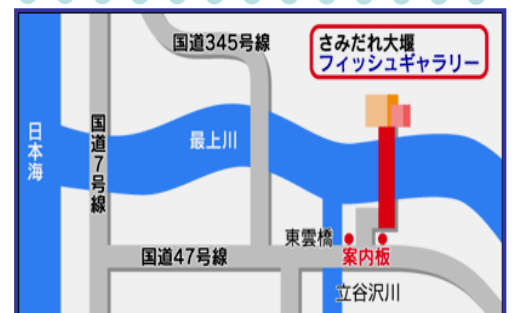 国道345号線
さみだれ大堰
フィッシュギャラリー
日本海
国道7号線
最上川
東雲橋
国道47号線
案内板
立谷沢川